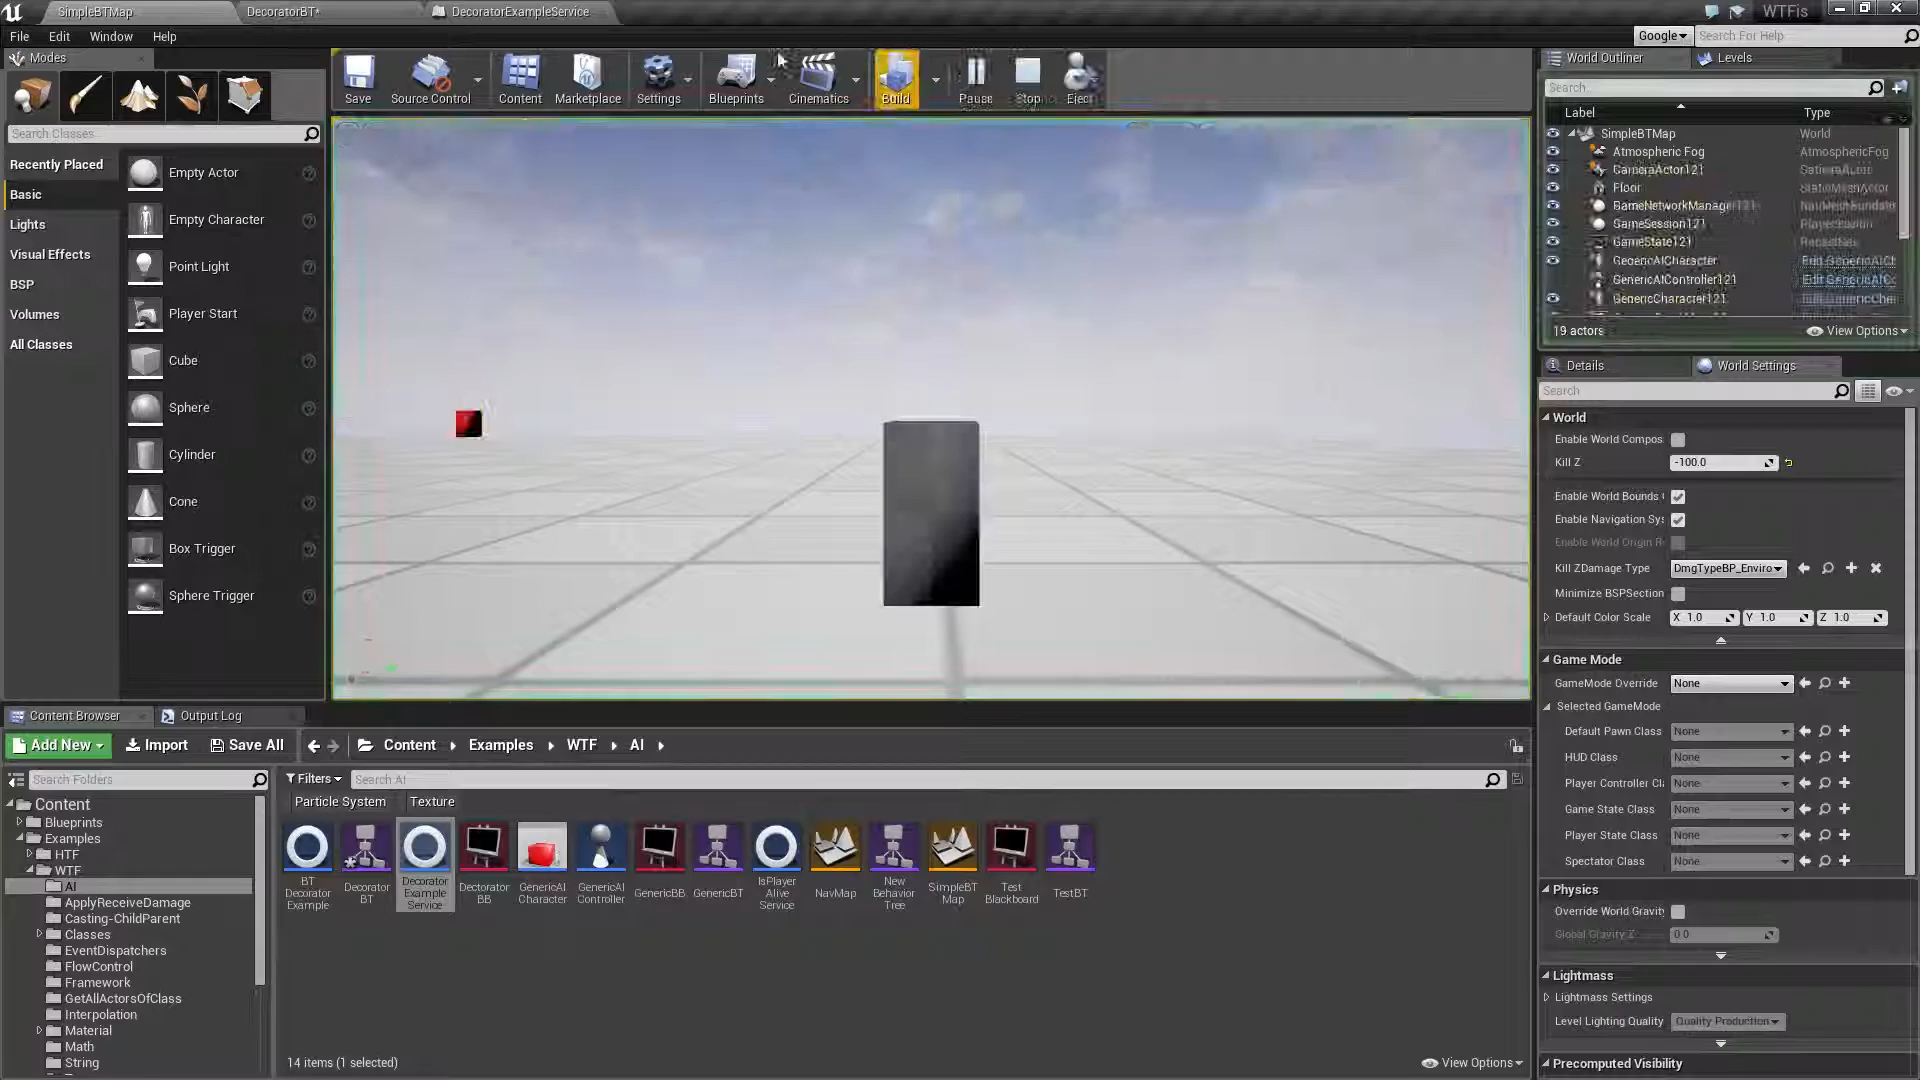 SimpleBTMap
DecoratorBT*
DecoratorExampleService
WTFis
File Edit Window Help
Google Search For Help
Modes
Search Classes
Recently Placed
Basic
Lights
Visual Effects
BSP
Volumes
All Classes
Empty Actor
Empty Character
Point Light
Player Start
Cube
Sphere
Cylinder
Cone
Box Trigger
Sphere Trigger
Save
Source Control
Content
Marketplace
Settings
Blueprints
Cinematics
Build
Pause
Stop
Eject
World Outliner
Levels
Search...
Label Type
SimpleBTMap World
Atmospheric Fog AtmosphericFog
CameraActor121
Floor StaticMeshActor
GameNetworkManager121
GameSession121
GameState121
GenericAICharacter Edit GenericAICh
GenericAIController121 Edit GenericAICo
GenericCharacter121
19 actors
View Options
Details
World Settings
Search
World
Enable World Compos
Kill Z -100.0
Enable World Bounds
Enable Navigation Sys
Enable World Origin R
Kill ZDamage Type DmgTypeBP_Enviro
Minimize BSPSection
Default Color Scale X 1.0 Y 1.0 Z 1.0
Game Mode
GameMode Override None
Selected GameMode
Default Pawn Class None
HUD Class None
Player Controller Cla None
Game State Class None
Player State Class None
Spectator Class None
Physics
Override World Gravity
Global Gravity Z 0.0
Lightmass
Lightmass Settings
Level Lighting Quality Quality Production
Precomputed Visibility
Content Browser
Output Log
Add New Import Save All Content Examples WTF AI
Search Folders
Filters Search AI
Particle System Texture
Content
Blueprints
Examples
HTF
WTF
AI
ApplyReceiveDamage
Casting-ChildParent
Classes
EventDispatchers
FlowControl
Framework
GetAllActorsOfClass
Interpolation
Material
Math
String
BT Decorator Example
Decorator BT
Decorator Example Service
Dectorator BB
GenericAI Character
GenericAI Controller
GenericBB
GenericBT
IsPlayer Alive Service
NavMap
New Behavior Tree
SimpleBT Map
Test Blackboard
TestBT
14 items (1 selected)
View Options